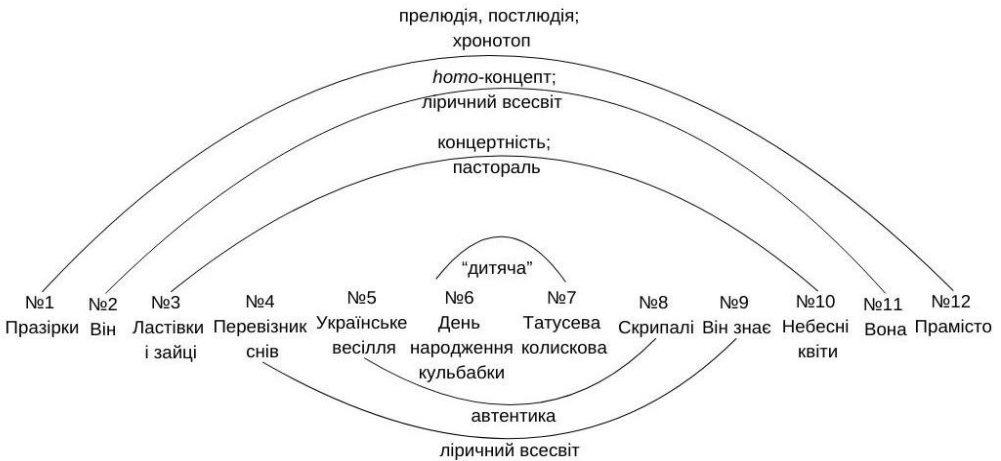 прелюдія, постлюдія;
хронотоп
homo-концепт;
ліричний всесвіт
концертність;
пастораль
“дитяча”
№1
Празірки
№2
Він
№3
Ластівки
і зайці
№4
Перевізник
снів
№5
Українське
весілля
№6
День
народження
кульбабки
№7
Татусева
колискова
№8
Скрипалі
№9
Він знає
№10
Небесні
квіти
№11
Вона
№12
Прамісто
автентика
ліричний всесвіт